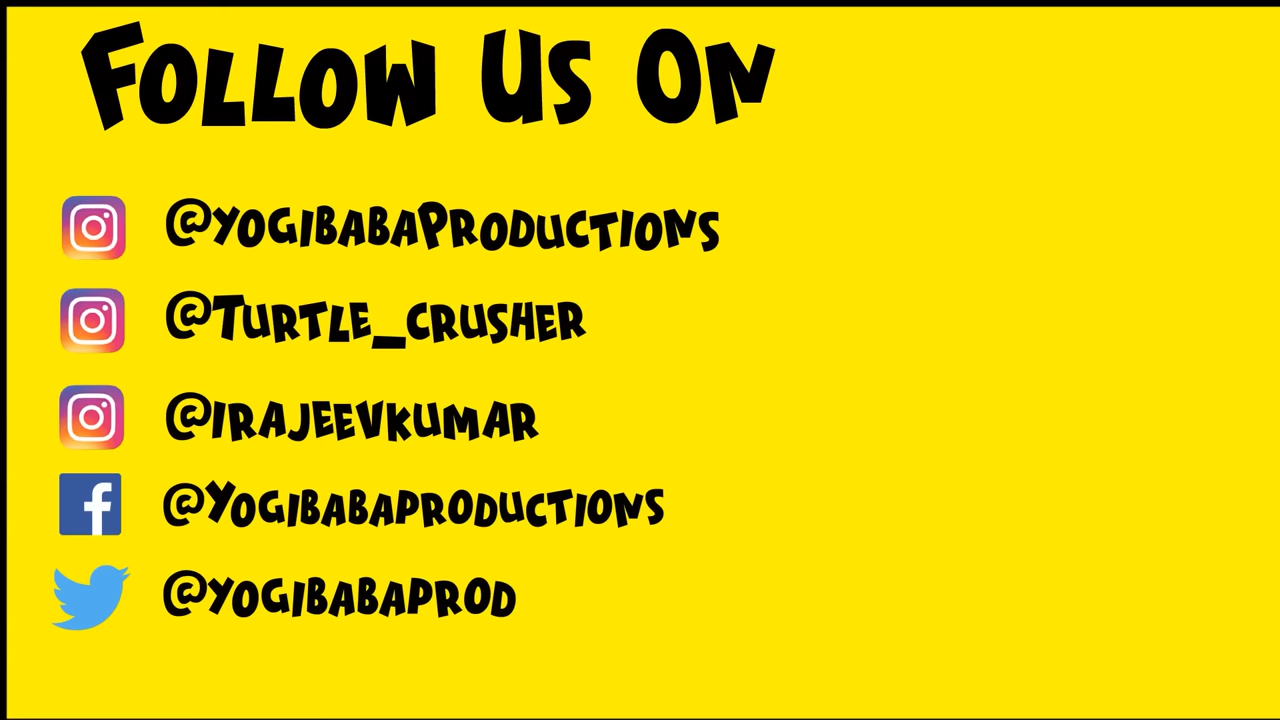 Follow Us On
@yogibabaProductions
@Turtle_crusher
@irajeevkumar
@Yogibabaproductions
@yogibabaprod